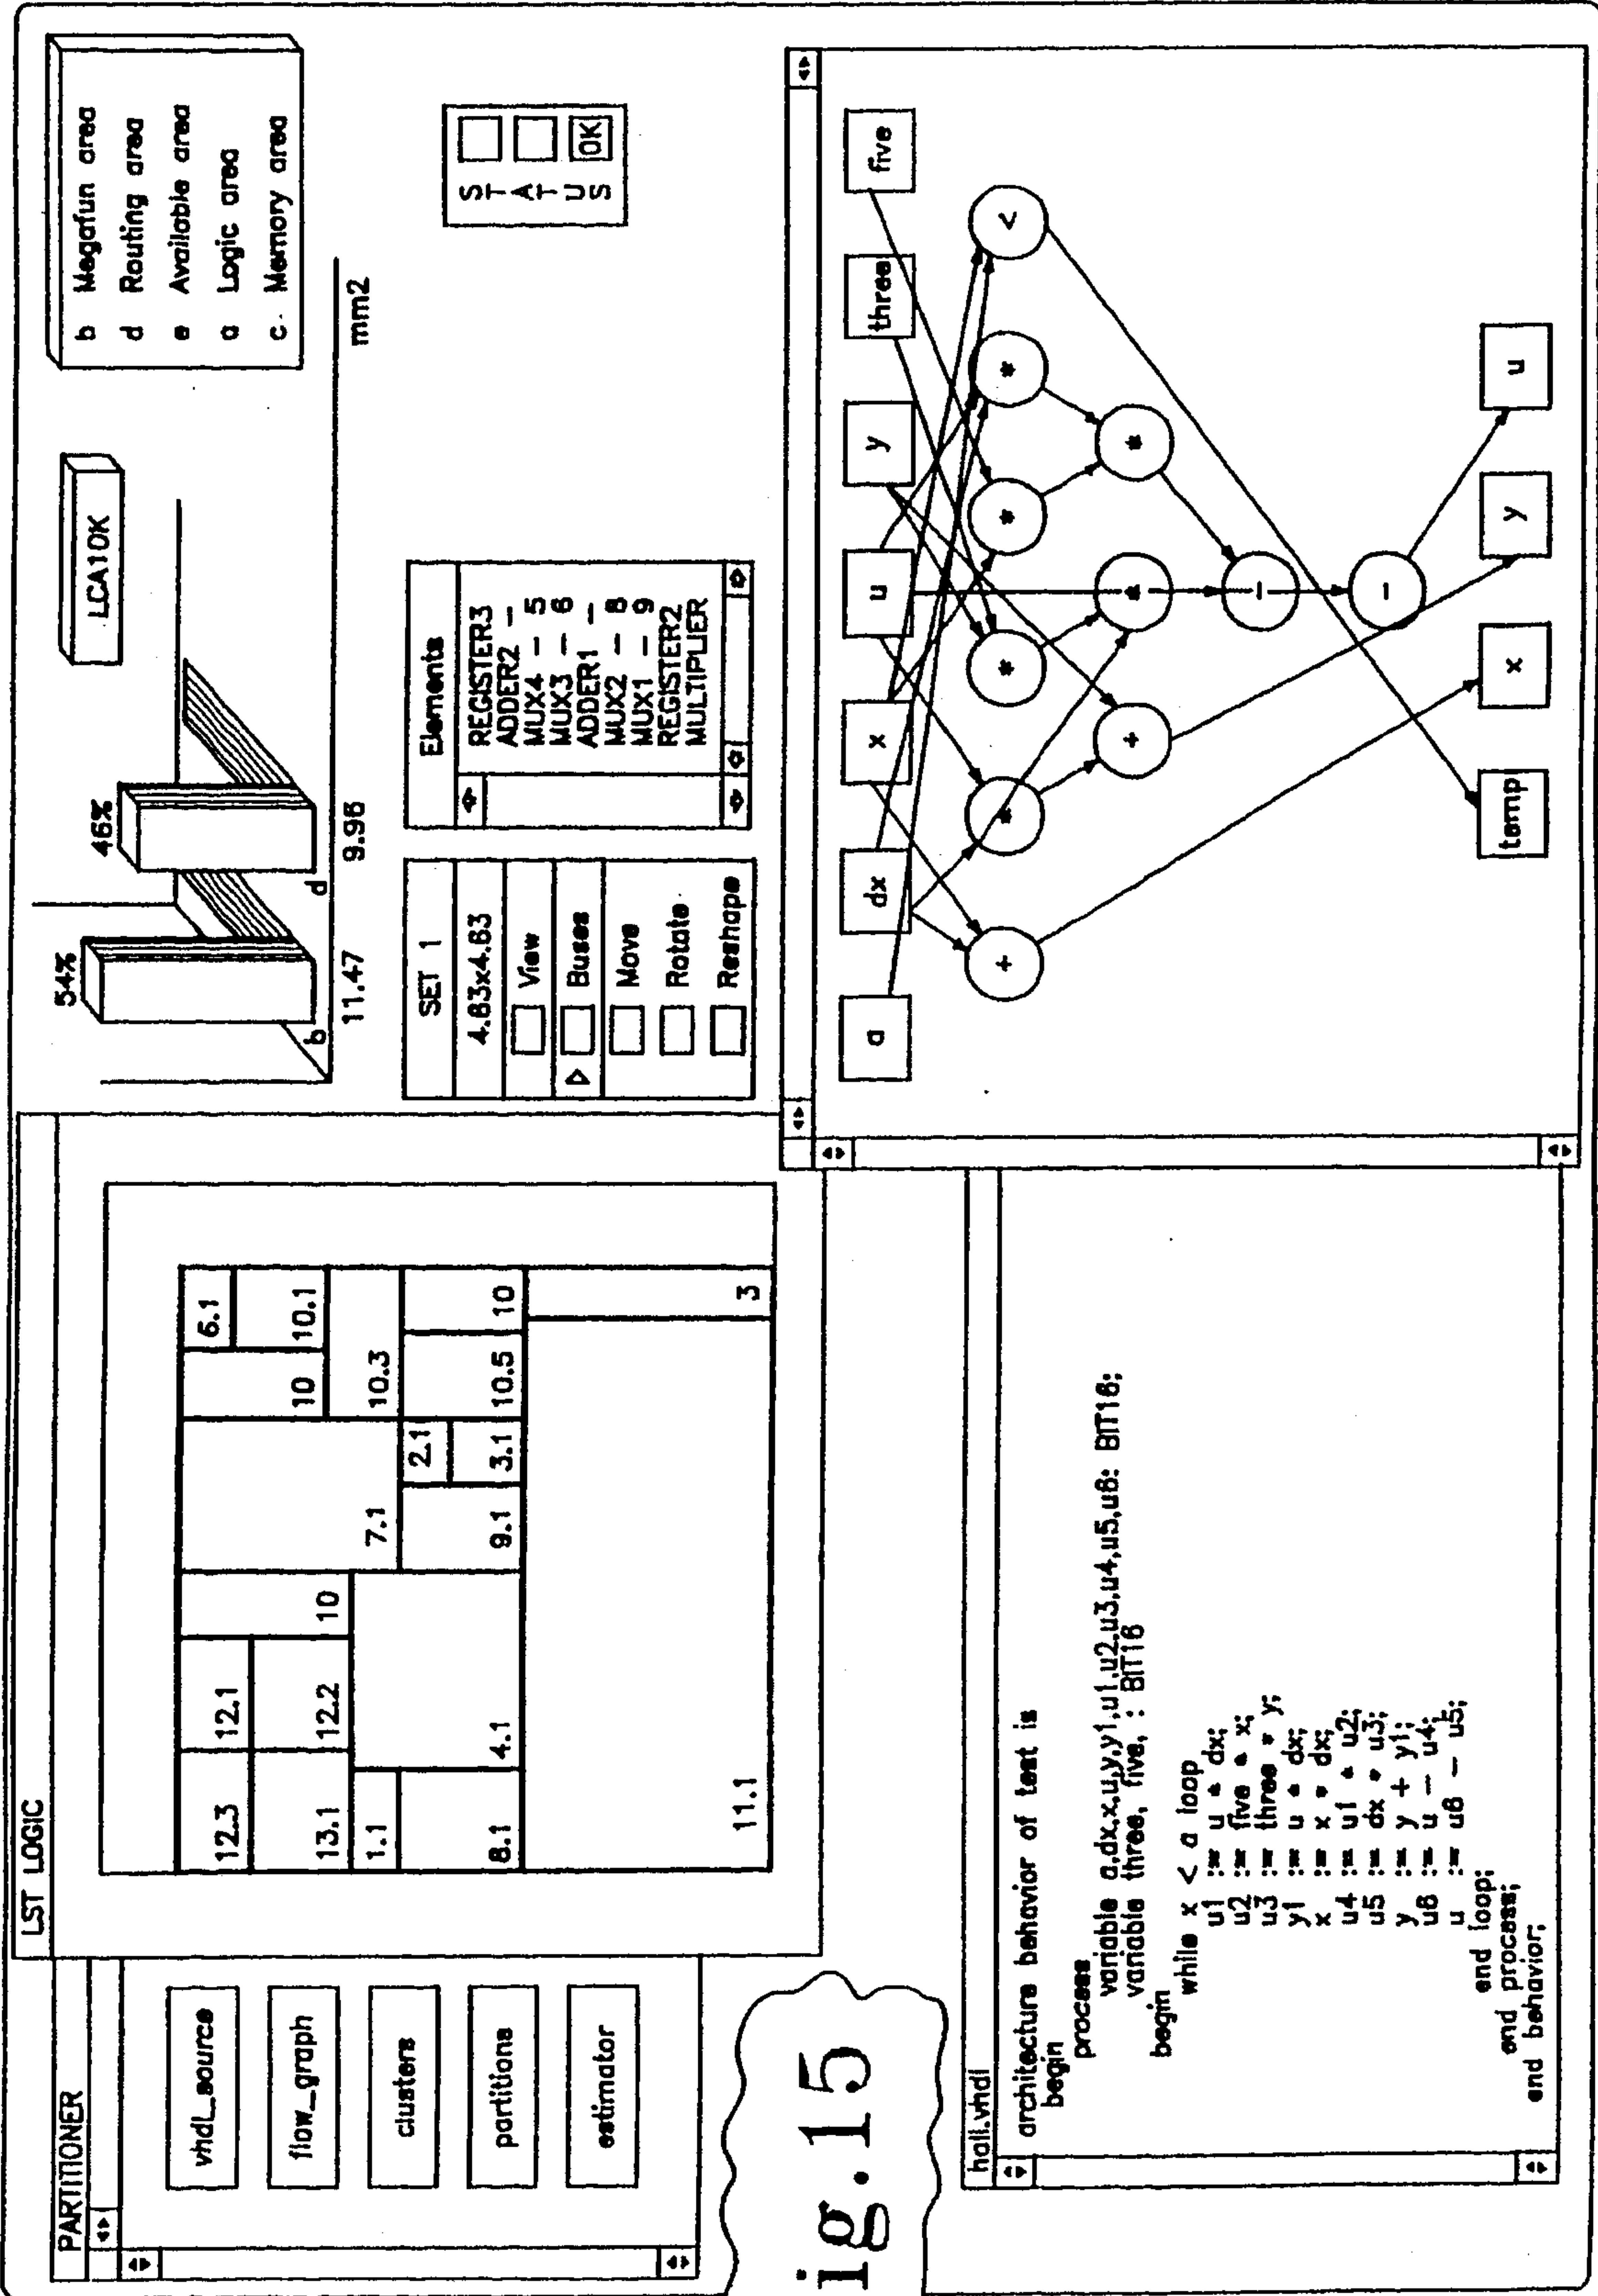 PARTITIONER
vhdl_source
flow_graph
clusters
partitions
estimator
LST LOGIC
12.3
12.1
10
7.1
10
6.1
10.1
13.1
12.2
10.3
1.1
2.1
8.1
4.1
9.1
3.1
10.5
10
11.1
3
54%
46%
b
d
11.47
9.96
mm2
LCA10K
b Megafun area
d Routing area
e Available area
a Logic area
c Memory area
SET 1
4.83x4.83
View
Buses
Move
Rotate
Reshape
Elements
REGISTER3
ADDER2 —
MUX4 — 5
MUX3 — 6
ADDER1 —
MUX2 — 8
MUX1 — 9
REGISTER2
MULTIPLIER
STATUS
OK
ig.15
hall.vhdl
architecture behavior of test is
begin
process
variable a,dx,x,u,y,y1,u1,u2,u3,u4,u5,u6: BIT16;
variable three, five, : BIT16
begin
while x < a loop
u1 := u * dx;
u2 := five * x;
u3 := three * y;
y1 := u * dx;
x := x + dx;
u4 := u1 * u2;
u5 := dx * u3;
y := y + y1;
u6 := u — u4;
u := u6 — u5;
end loop;
end process;
end behavior;
a
dx
x
u
y
three
five
+
*
*
*
*
<
+
*
*
—
-
temp
x
y
u